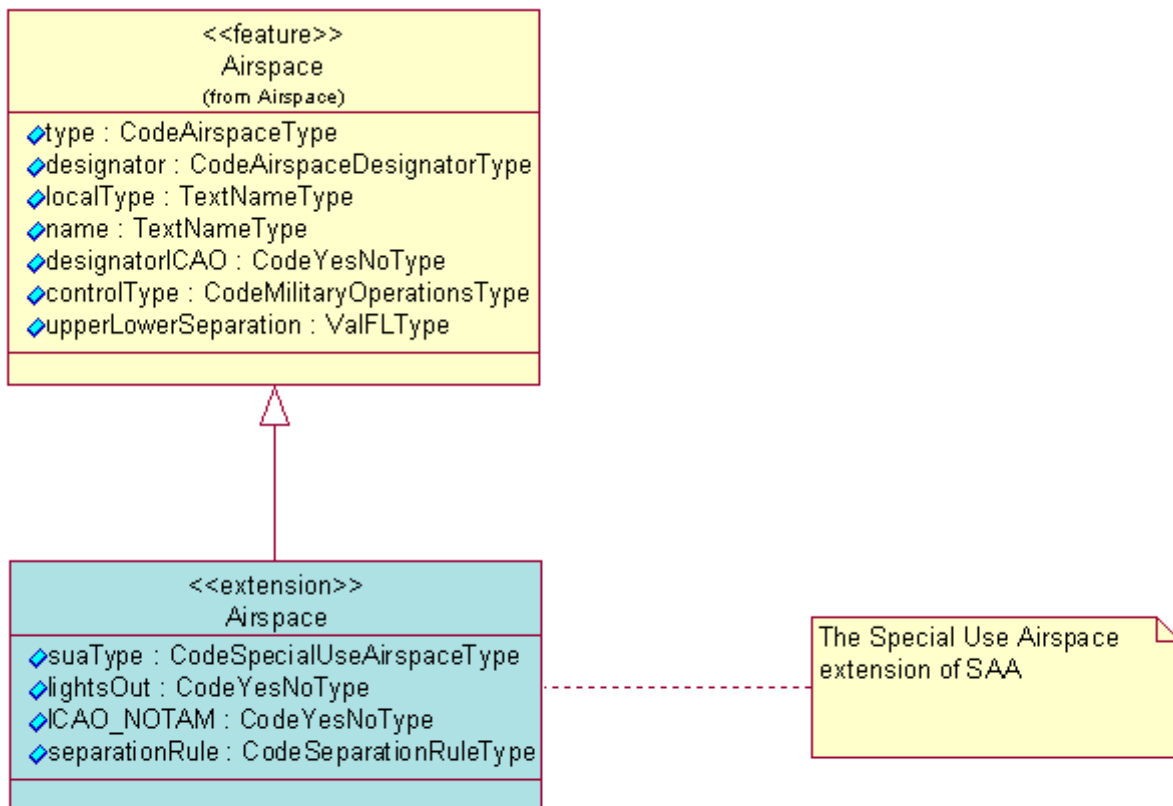 <<feature>>
Airspace
(from Airspace)
type : CodeAirspaceType
designator : CodeAirspaceDesignatorType
localType : TextNameType
name : TextNameType
designatorICAO : CodeYesNoType
controlType : CodeMilitaryOperationsType
upperLowerSeparation : ValFLType
<<extension>>
Airspace
suaType : CodeSpecialUseAirspaceType
lightsOut : CodeYesNoType
ICAO_NOTAM : CodeYesNoType
separationRule : CodeSeparationRuleType
The Special Use Airspace
extension of SAA